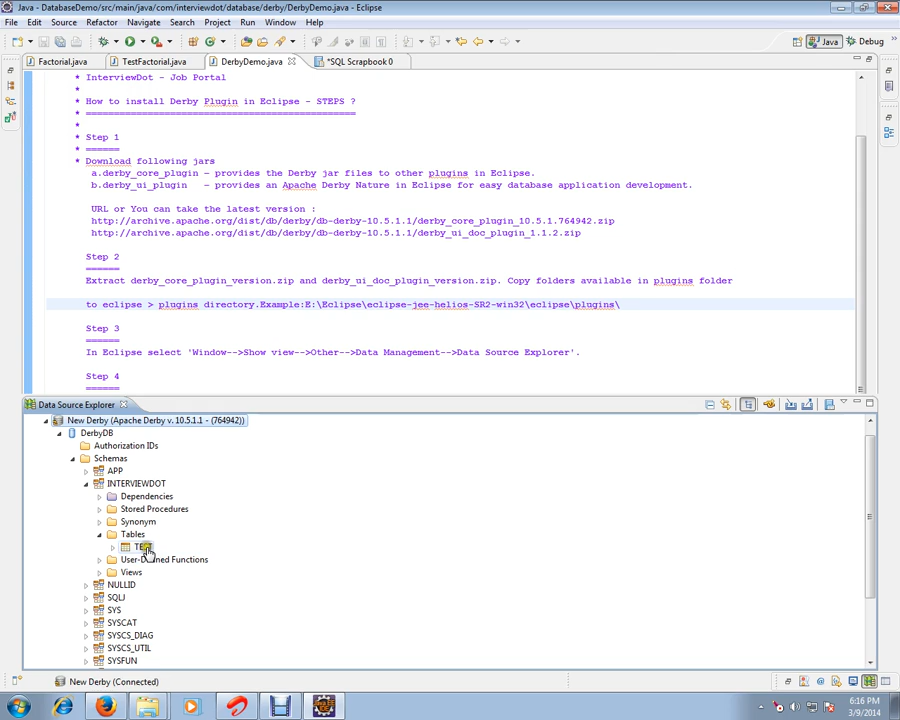 Java - DatabaseDemo/src/main/java/com/interviewdot/database/derby/DerbyDemo.java - Eclipse
File Edit Source Refactor Navigate Search Project Run Window Help
Java Debug
Factorial.java TestFactorial.java DerbyDemo.java *SQL Scrapbook 0
* InterviewDot - Job Portal
*
* How to install Derby Plugin in Eclipse - STEPS ?
* =================================================
*
* Step 1
* ======
* Download following jars
a.derby_core_plugin – provides the Derby jar files to other plugins in Eclipse.
b.derby_ui_plugin – provides an Apache Derby Nature in Eclipse for easy database application development.
URL or You can take the latest version :
http://archive.apache.org/dist/db/derby/db-derby-10.5.1.1/derby_core_plugin_10.5.1.764942.zip
http://archive.apache.org/dist/db/derby/db-derby-10.5.1.1/derby_ui_doc_plugin_1.1.2.zip
Step 2
======
Extract derby_core_plugin_version.zip and derby_ui_doc_plugin_version.zip. Copy folders available in plugins folder
to eclipse > plugins directory.Example:E:\Eclipse\eclipse-jee-helios-SR2-win32\eclipse\plugins\
Step 3
======
In Eclipse select 'Window-->Show view-->Other-->Data Management-->Data Source Explorer'.
Step 4
======
Data Source Explorer
New Derby (Apache Derby v. 10.5.1.1 - (764942))
DerbyDB
Authorization IDs
Schemas
APP
INTERVIEWDOT
Dependencies
Stored Procedures
Synonym
Tables
User-Defined Functions
Views
NULLID
SQLJ
SYS
SYSCAT
SYSCS_DIAG
SYSCS_UTIL
SYSFUN
New Derby (Connected)
6:16 PM
3/9/2014